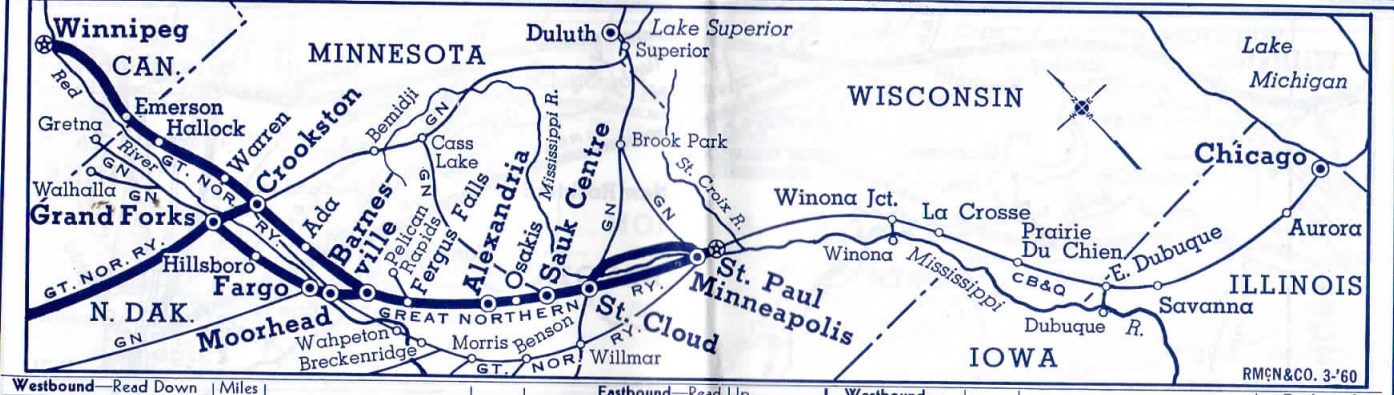 Winnipeg
CAN.
Red
River
Emerson
Hallock
Gretna
GN
Walhalla
GN
GT. NOR.
RY.
Warren
Crookston
Grand Forks
GT. NOR. RY.
Hillsboro
Fargo
N. DAK.
GN
Moorhead
Ada
Barnes-
ville
MINNESOTA
Bemidji
GN
Cass
Lake
GN
Pelican
Rapids
Fergus Falls
Alexandria
Osakis
Mississippi R.
Sauk Centre
GREAT NORTHERN
RY.
Wahpeton
Breckenridge
Morris
Benson
GT. NOR.
RY.
Willmar
St. Cloud
Duluth
Lake Superior
Superior
Brook Park
GN
GN
St. Croix R.
St. Paul
Minneapolis
WISCONSIN
Winona Jct.
Winona
La Crosse
Prairie
Du Chien
Mississippi
R.
CB&Q
E. Dubuque
Dubuque
Savanna
IOWA
ILLINOIS
Aurora
Chicago
Lake
Michigan
RMCN&CO. 3-'60
Westbound—Read Down
Miles
Eastbound—Read Up
Westbound